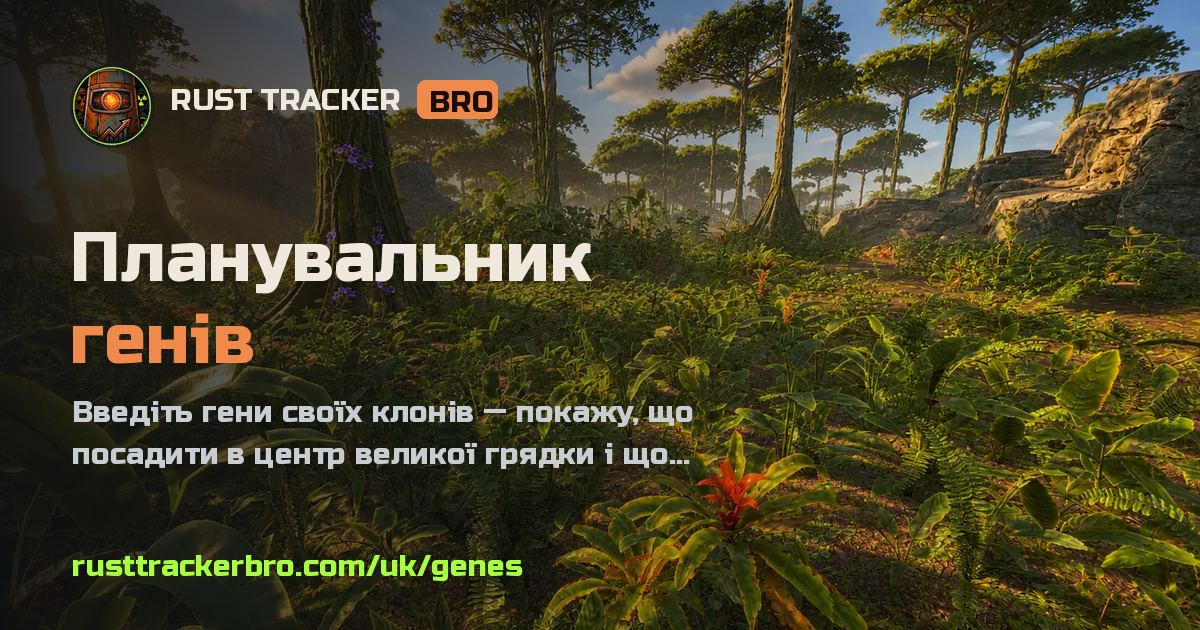 RUST TRACKER BRO
Планувальник
генів
Введіть гени своїх клонів — покажу, що
посадити в центр великої грядки і що...
rusttrackerbro.com/uk/genes